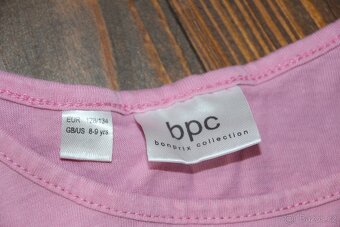 EUR 128/134
GB/US 8-9 yrs
bpc
bonprix collection